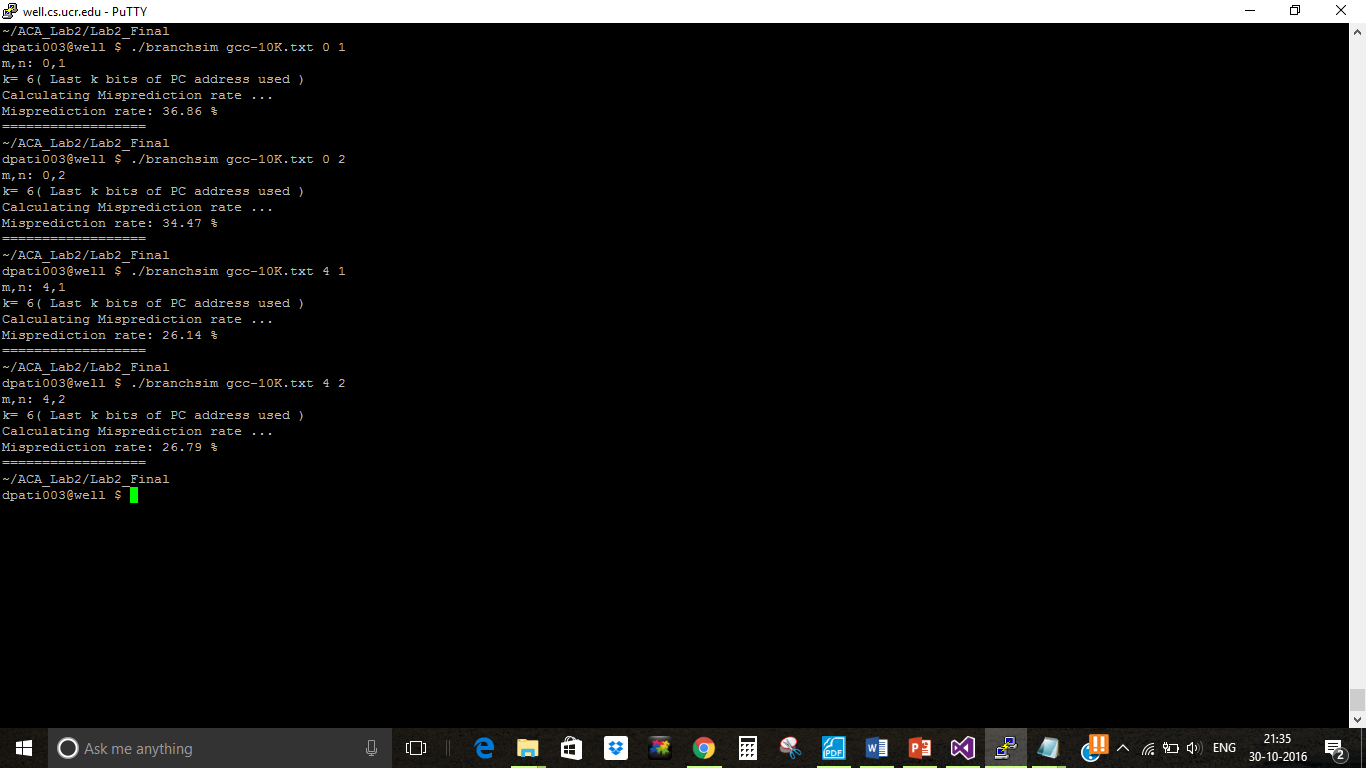 well.cs.ucr.edu - PuTTY
~/ACA_Lab2/Lab2_Final
dpati003@well $ ./branchsim gcc-10K.txt 0 1
m,n: 0,1
k= 6( Last k bits of PC address used )
Calculating Misprediction rate ...
Misprediction rate: 36.86 %
==================
~/ACA_Lab2/Lab2_Final
dpati003@well $ ./branchsim gcc-10K.txt 0 2
m,n: 0,2
k= 6( Last k bits of PC address used )
Calculating Misprediction rate ...
Misprediction rate: 34.47 %
==================
~/ACA_Lab2/Lab2_Final
dpati003@well $ ./branchsim gcc-10K.txt 4 1
m,n: 4,1
k= 6( Last k bits of PC address used )
Calculating Misprediction rate ...
Misprediction rate: 26.14 %
==================
~/ACA_Lab2/Lab2_Final
dpati003@well $ ./branchsim gcc-10K.txt 4 2
m,n: 4,2
k= 6( Last k bits of PC address used )
Calculating Misprediction rate ...
Misprediction rate: 26.79 %
==================
~/ACA_Lab2/Lab2_Final
dpati003@well $
Ask me anything
PDF
ENG
21:35
30-10-2016
2